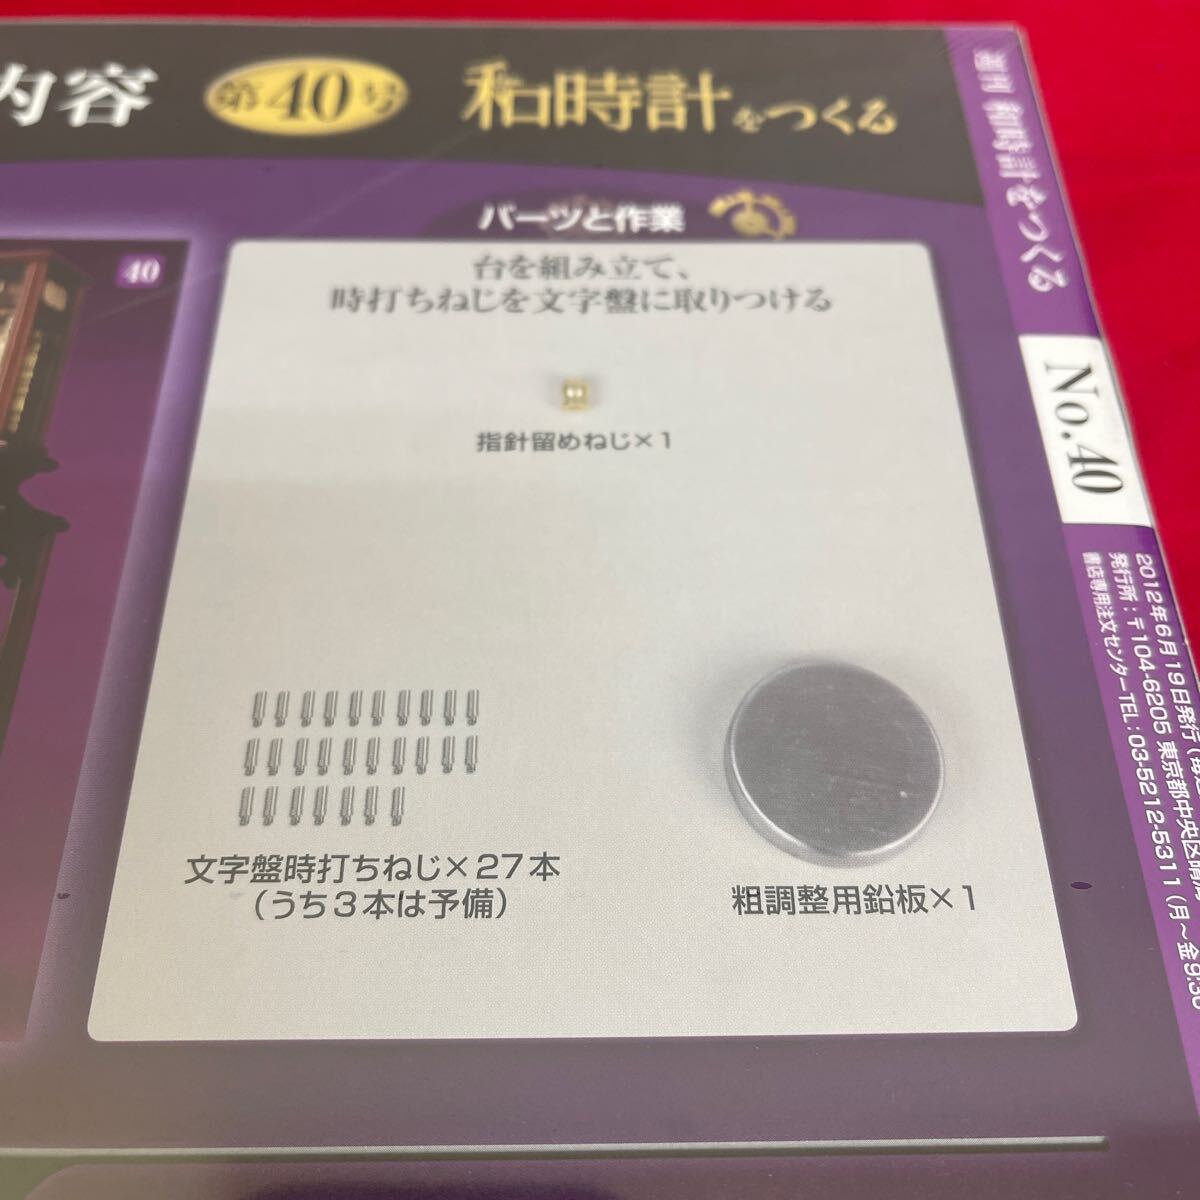 内容 第40号 和時計をつくる
パーツと作業
40
台を組み立て、
時打ちねじを文字盤に取りつける
指針留めねじ×1
文字盤時打ちねじ×27本
(うち3本は予備)
粗調整用鉛板×1
週刊 和時計をつくる
No.40
2012年6月19日発行(毎週
発行所:〒104-6205 東京都中央区晴海
書店専用注文センターTEL:03-5212-5311(月~金9:30